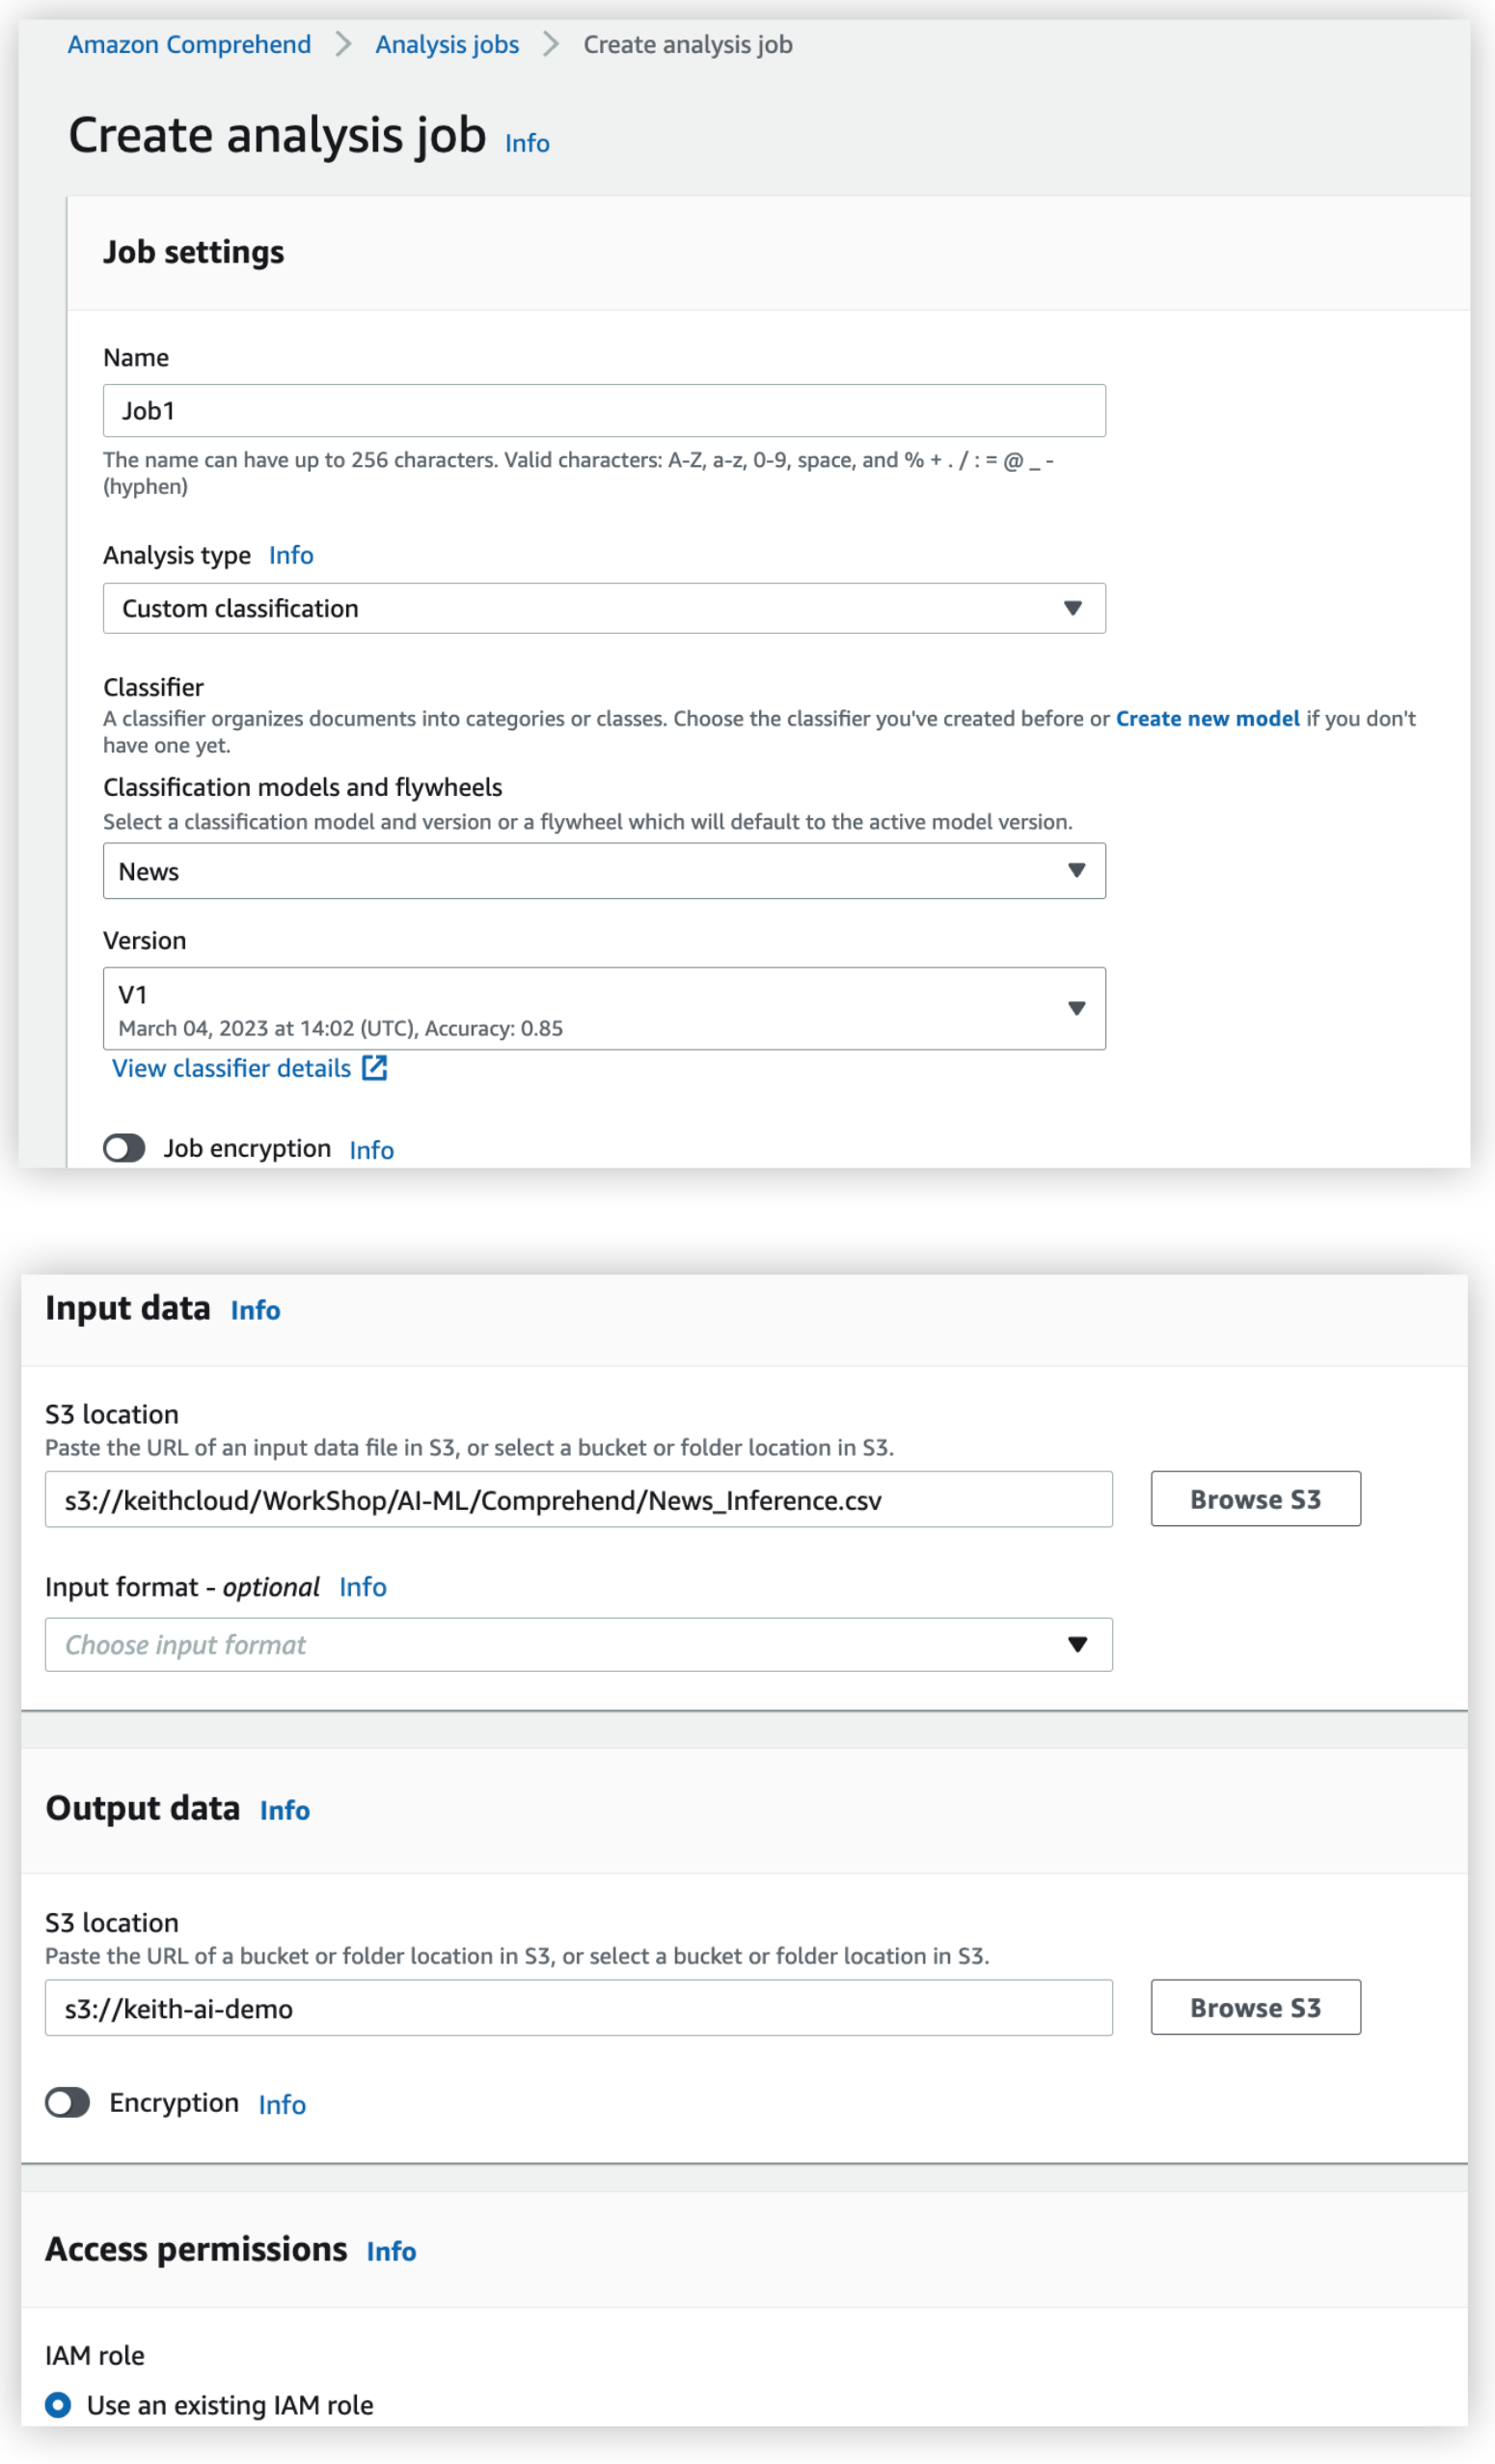 Amazon Comprehend > Analysis jobs > Create analysis job
Create analysis job Info
Job settings
Name
Job1
The name can have up to 256 characters. Valid characters: A-Z, a-z, 0-9, space, and % + . / : = @ _ -
(hyphen)
Analysis type Info
Custom classification
Classifier
A classifier organizes documents into categories or classes. Choose the classifier you've created before or Create new model if you don't
have one yet.
Classification models and flywheels
Select a classification model and version or a flywheel which will default to the active model version.
News
Version
V1
March 04, 2023 at 14:02 (UTC), Accuracy: 0.85
View classifier details
Job encryption Info
Input data Info
S3 location
Paste the URL of an input data file in S3, or select a bucket or folder location in S3.
s3://keithcloud/WorkShop/AI-ML/Comprehend/News_Inference.csv Browse S3
Input format - optional Info
Choose input format
Output data Info
S3 location
Paste the URL of a bucket or folder location in S3, or select a bucket or folder location in S3.
s3://keith-ai-demo Browse S3
Encryption Info
Access permissions Info
IAM role
Use an existing IAM role